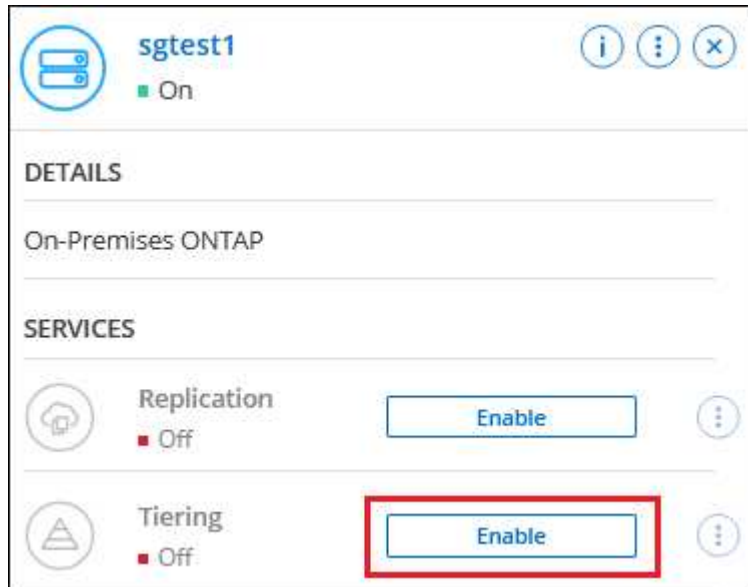 sgtest1
On
DETAILS
On-Premises ONTAP
SERVICES
Replication
Enable
Off
Tiering
Enable
Off